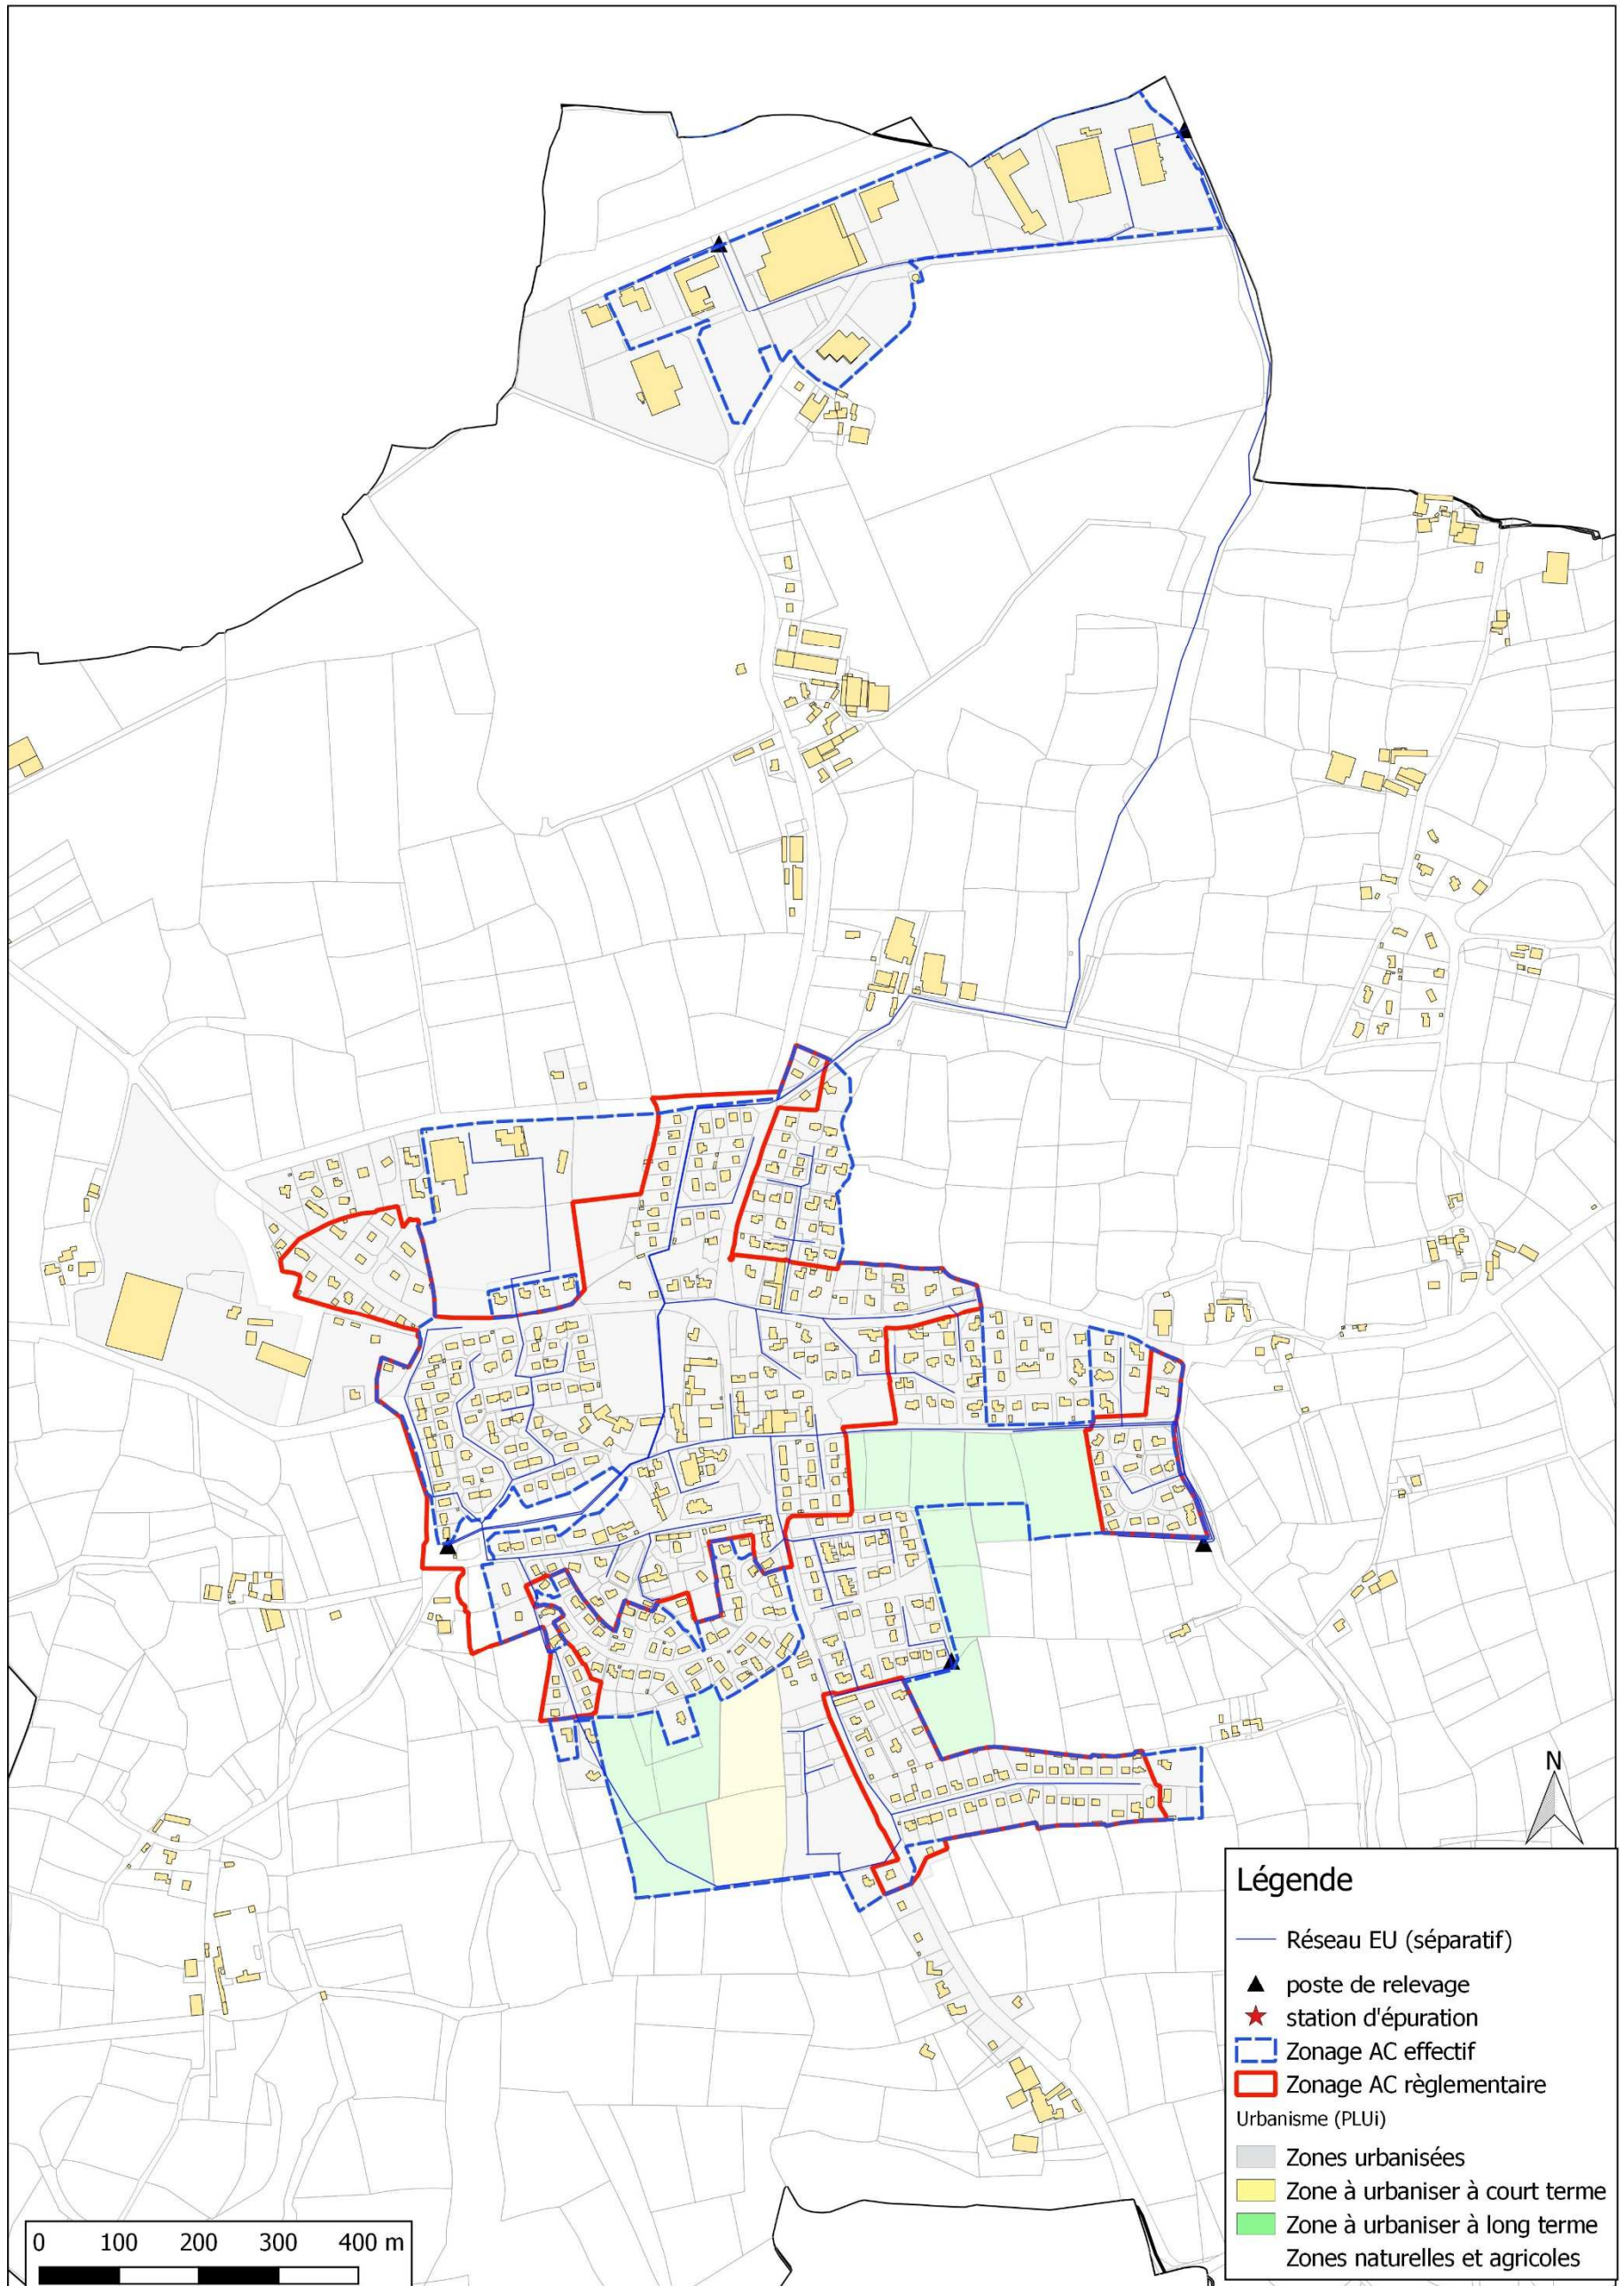 N
Légende
Réseau EU (séparatif)
poste de relevage
station d'épuration
Zonage AC effectif
Zonage AC règlementaire
Urbanisme (PLUi)
Zones urbanisées
Zone à urbaniser à court terme
Zone à urbaniser à long terme
Zones naturelles et agricoles
0 100 200 300 400 m